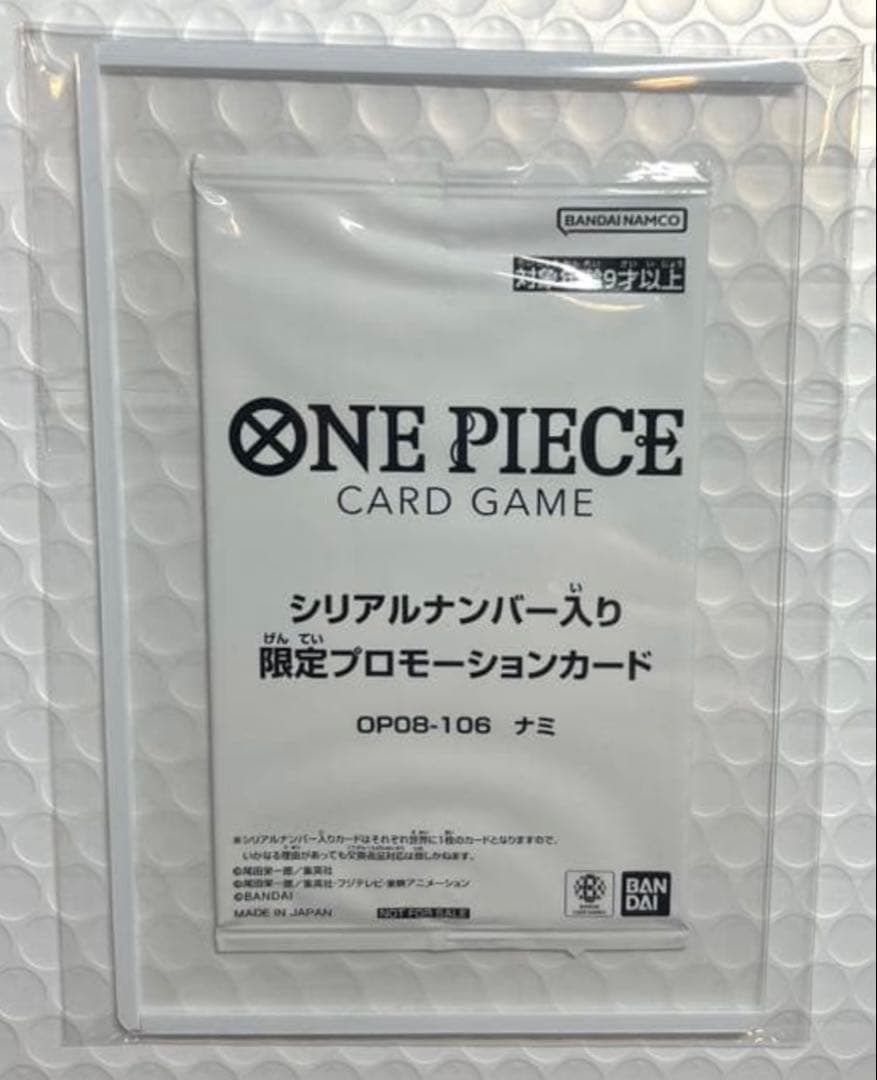 BANDAI NAMCO
対象年齢9才以上
ONE PIECE
CARD GAME
シリアルナンバー入り
限定プロモーションカード
OP08-106 ナミ
※シリアルナンバー入りカードはそれぞれ世界に1枚のカードとなりますので、
いかなる理由があっても交換返品対応は致しかねます。
©尾田栄一郎/集英社
©尾田栄一郎/集英社・フジテレビ・東映アニメーション
©BANDAI
MADE IN JAPAN NOT FOR SALE
BAN
DAI